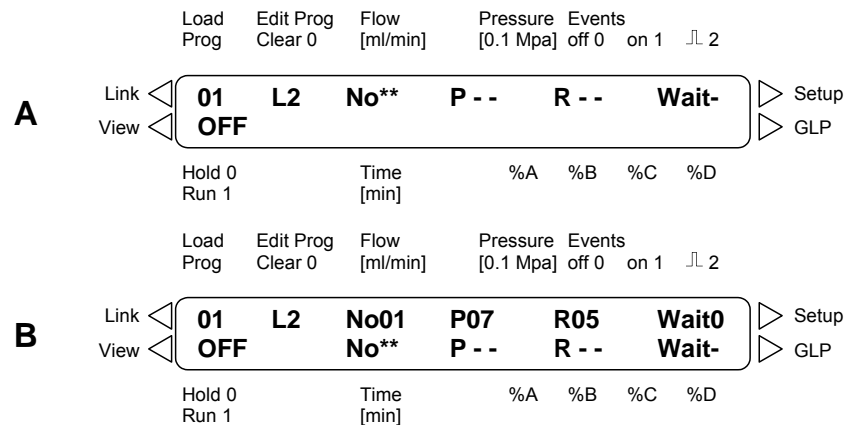 Load Edit Prog Flow Pressure Events
Prog Clear 0 [ml/min] [0.1 Mpa] off 0 on 1 ⎍ 2
A
Link 01 L2 No** P - - R - - Wait- Setup
View OFF GLP
Hold 0 Time %A %B %C %D
Run 1 [min]
Load Edit Prog Flow Pressure Events
Prog Clear 0 [ml/min] [0.1 Mpa] off 0 on 1 ⎍ 2
B
Link 01 L2 No01 P07 R05 Wait0 Setup
View OFF No** P - - R - - Wait- GLP
Hold 0 Time %A %B %C %D
Run 1 [min]